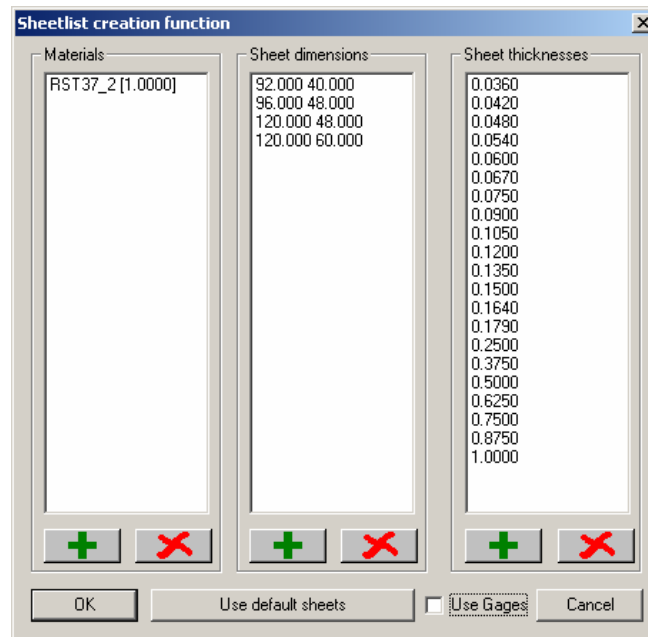 Sheetlist creation function
Materials
RST37_2 [1.0000]
Sheet dimensions
92.000 40.000
96.000 48.000
120.000 48.000
120.000 60.000
Sheet thicknesses
0.0360
0.0420
0.0480
0.0540
0.0600
0.0670
0.0750
0.0900
0.1050
0.1200
0.1350
0.1500
0.1640
0.1790
0.2500
0.3750
0.5000
0.6250
0.7500
0.8750
1.0000
OK
Use default sheets
Use Gages
Cancel